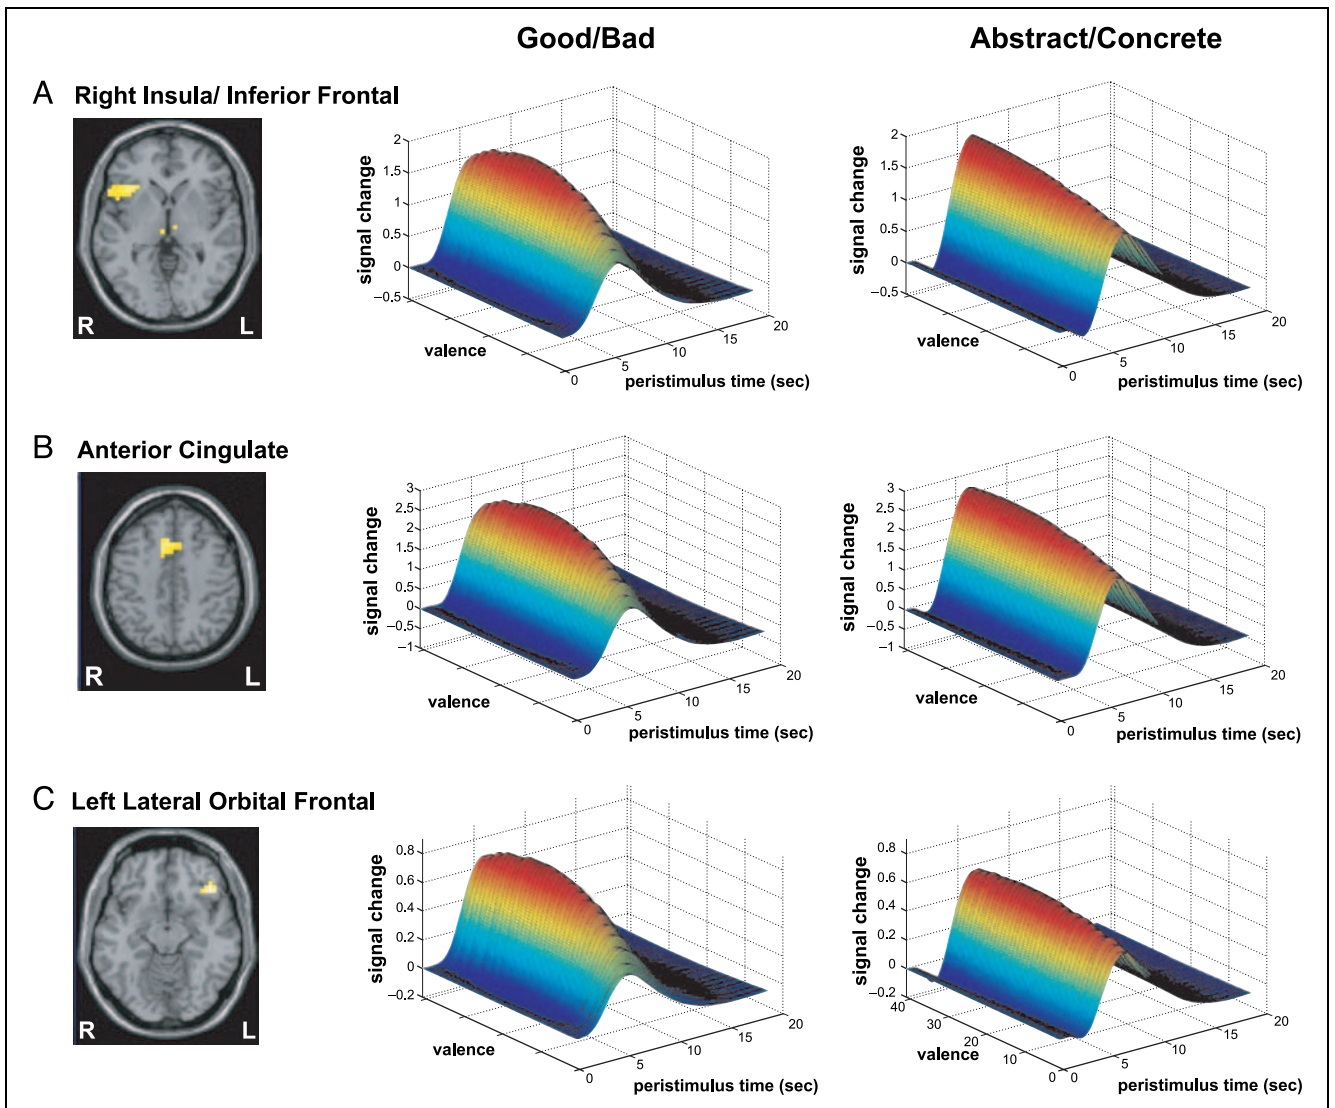 Good/Bad
Abstract/Concrete
A Right Insula/ Inferior Frontal
R L
signal change
2
1.5
1
0.5
0
–0.5
valence
0 5 10 15 20
peristimulus time (sec)
signal change
2
1.5
1
0.5
0
–0.5
valence
0 5 10 15 20
peristimulus time (sec)
B Anterior Cingulate
R L
signal change
3
2.5
2
1.5
1
0.5
0
–0.5
–1
valence
0 5 10 15 20
peristimulus time (sec)
signal change
3
2.5
2
1.5
1
0.5
0
–0.5
–1
valence
0 5 10 15 20
peristimulus time (sec)
C Left Lateral Orbital Frontal
R L
signal change
0.8
0.6
0.4
0.2
0
–0.2
valence
0 5 10 15 20
peristimulus time (sec)
signal change
0.8
0.6
0.4
0.2
0
–0.2
40 30 20 10 0
valence
0 5 10 15 20
peristimulus time (sec)